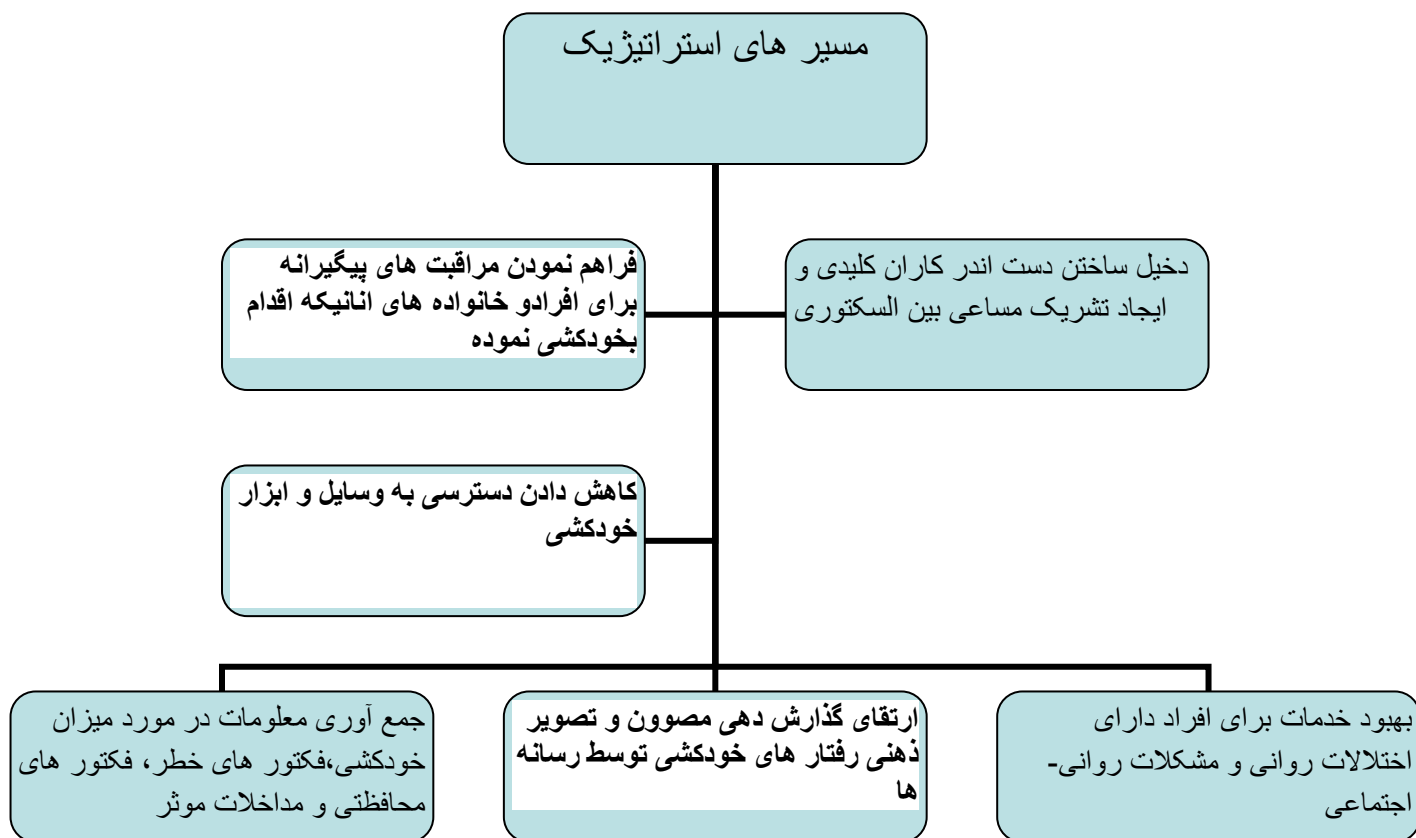 مسیر های استراتیژیک
دخیل ساختن دست اندر کاران کلیدی و
ایجاد تشریک مساعی بین السکتوری
فراهم نمودن مراقبت های پیگیرانه
برای افرادو خانواده های انانیکه اقدام
بخودکشی نموده
کاهش دادن دسترسی به وسایل و ابزار
خودکشی
بهبود خدمات برای افراد دارای
اختلالات روانی و مشکلات روانی-
اجتماعی
ارتقای گذارش دهی مصوون و تصویر
ذهنی رفتار های خودکشی توسط رسانه
ها
جمع آوری معلومات در مورد میزان
خودکشی،فکتور های خطر، فکتور های
محافظتی و مداخلات موثر